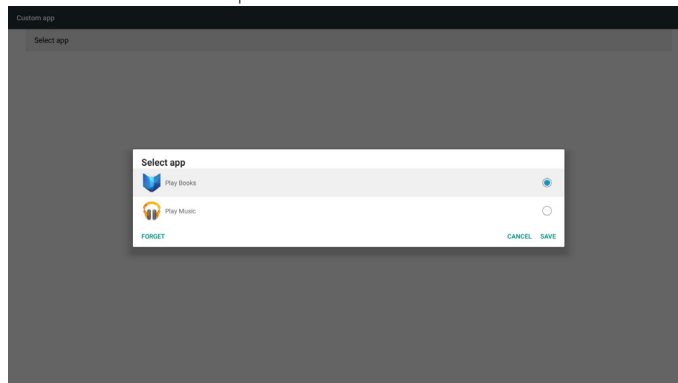 Custom app
Select app
Select app
Play Books
Play Music
FORGET CANCEL SAVE